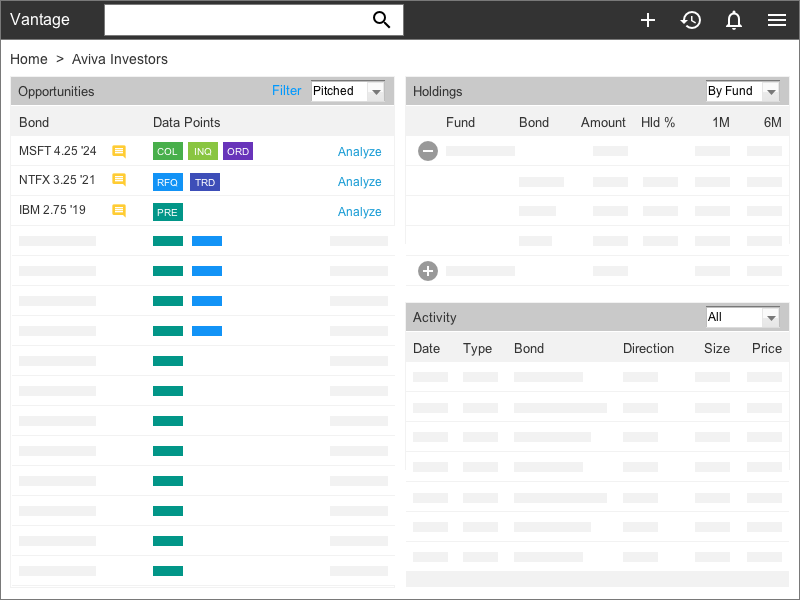 Vantage
Home > Aviva Investors
Opportunities Filter Pitched
Bond Data Points
MSFT 4.25 '24 COL INQ ORD Analyze
NTFX 3.25 '21 RFQ TRD Analyze
IBM 2.75 '19 PRE Analyze
Holdings By Fund
Fund Bond Amount Hld % 1M 6M
Activity All
Date Type Bond Direction Size Price